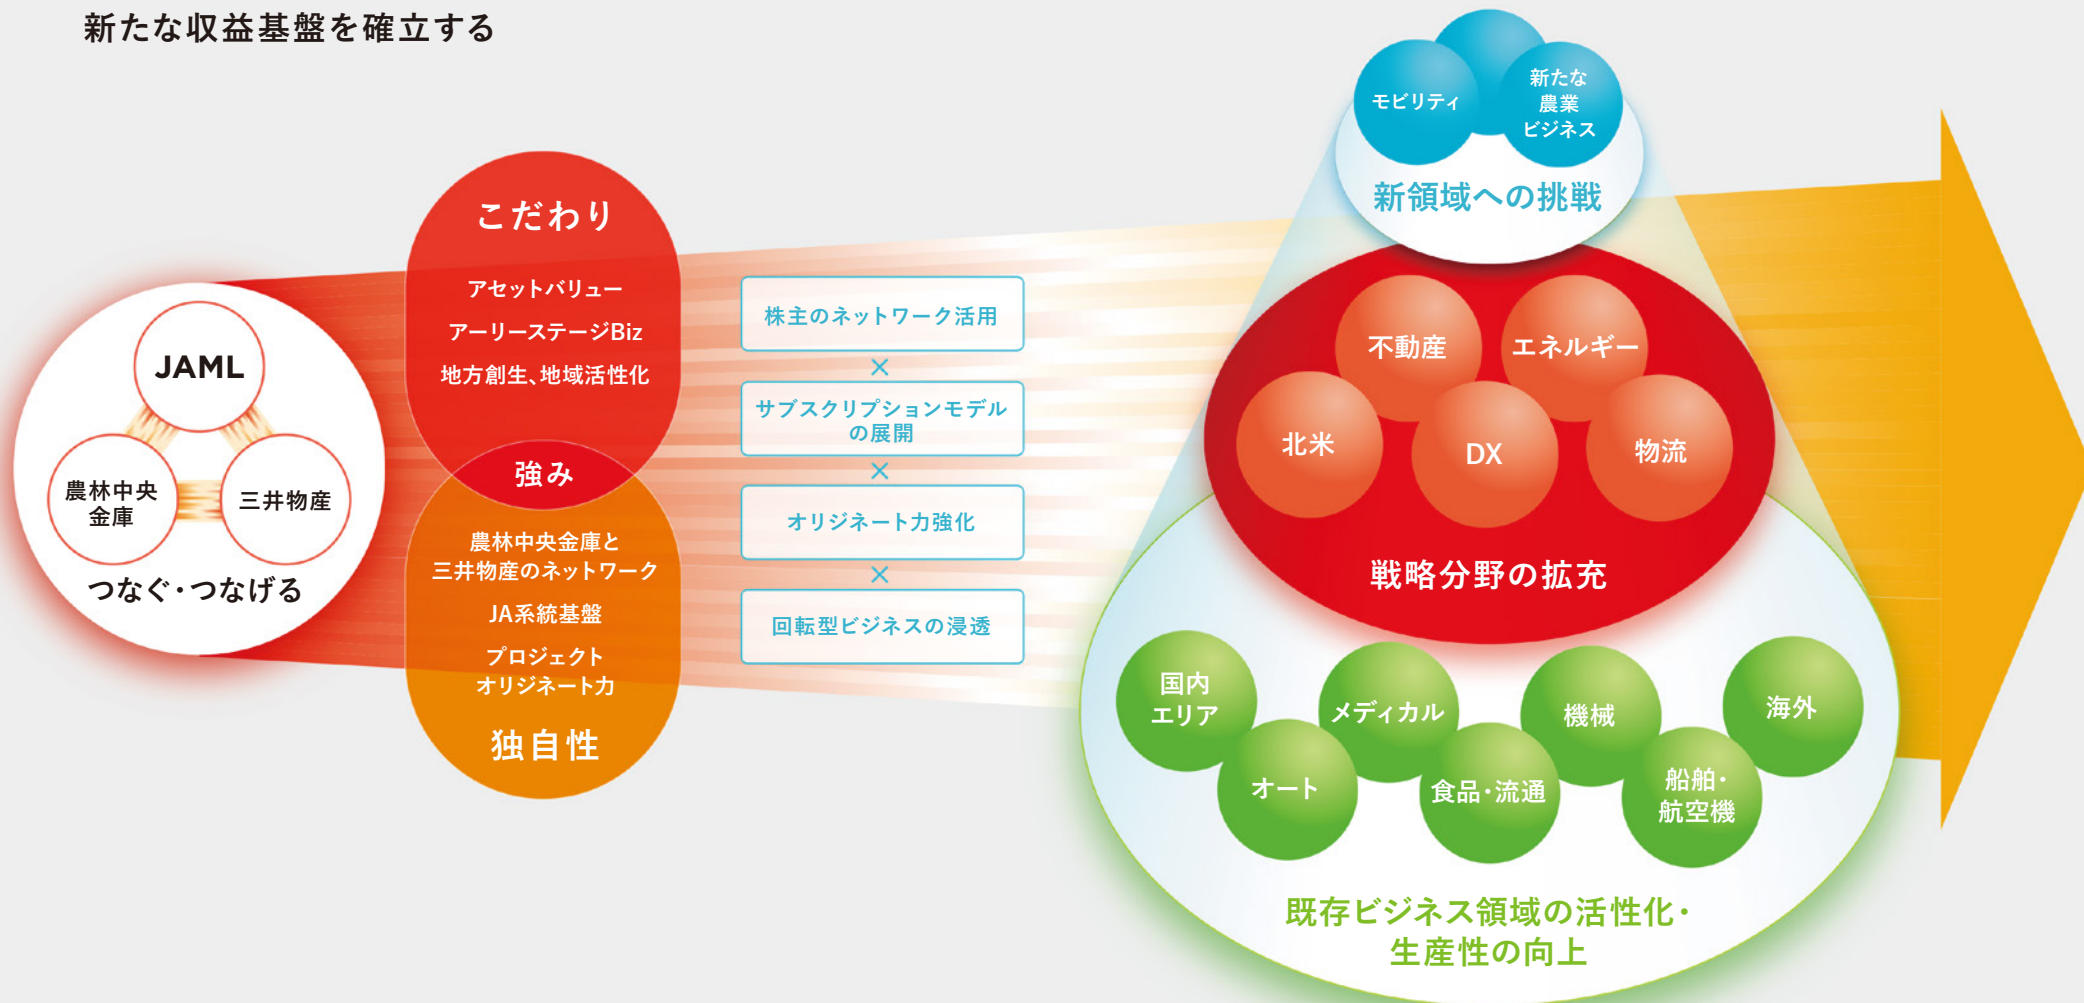 新たな収益基盤を確立する
JAML
農林中央
金庫
三井物産
つなぐ・つなげる
こだわり
アセットバリュー
アーリーステージBiz
地方創生、地域活性化
強み
農林中央金庫と
三井物産のネットワーク
JA系統基盤
プロジェクト
オリジネート力
独自性
株主のネットワーク活用
×
サブスクリプションモデル
の展開
×
オリジネート力強化
×
回転型ビジネスの浸透
モビリティ
新たな
農業
ビジネス
新領域への挑戦
不動産
エネルギー
北米
DX
物流
戦略分野の拡充
国内
エリア
メディカル
機械
海外
オート
食品・流通
船舶・
航空機
既存ビジネス領域の活性化・
生産性の向上